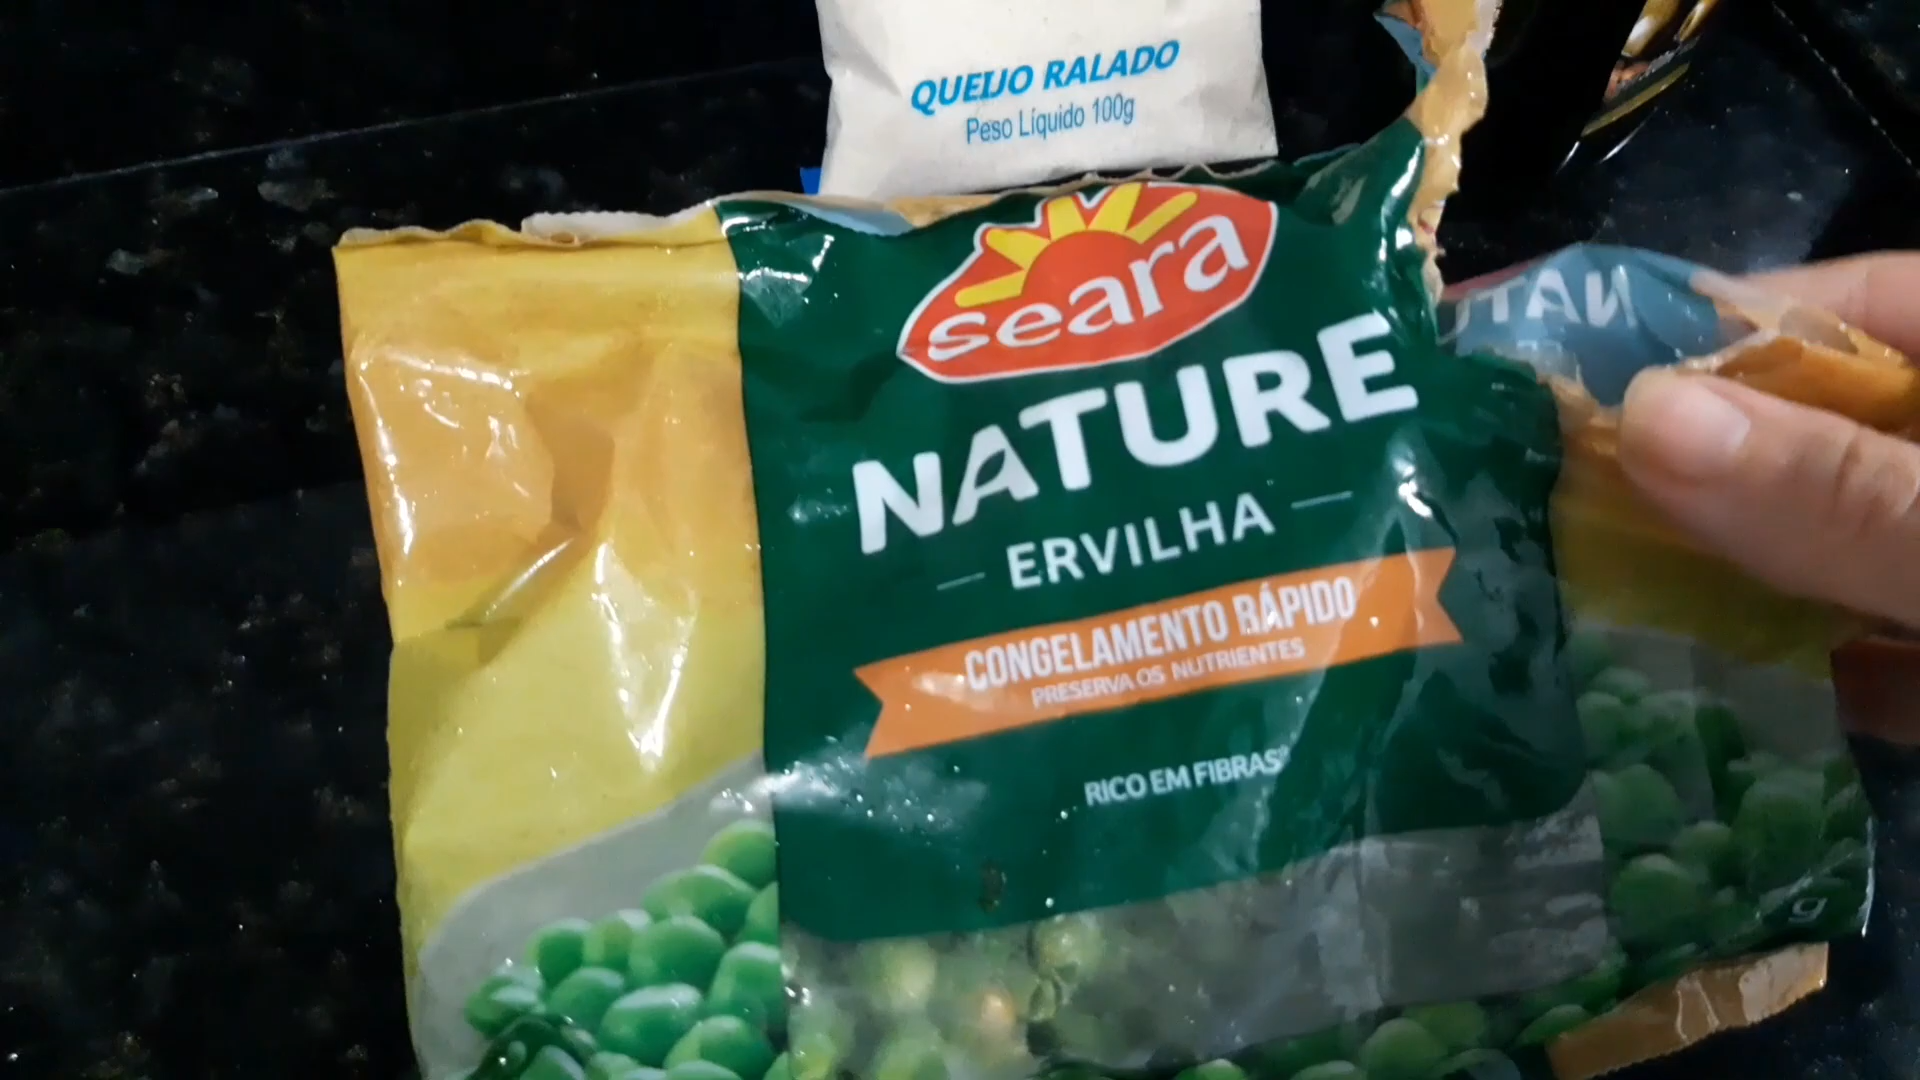 QUEIJO RALADO
Peso Líquido 100g
seara
NATURE
ERVILHA
CONGELAMENTO RÁPIDO
PRESERVA OS NUTRIENTES
RICO EM FIBRAS
g